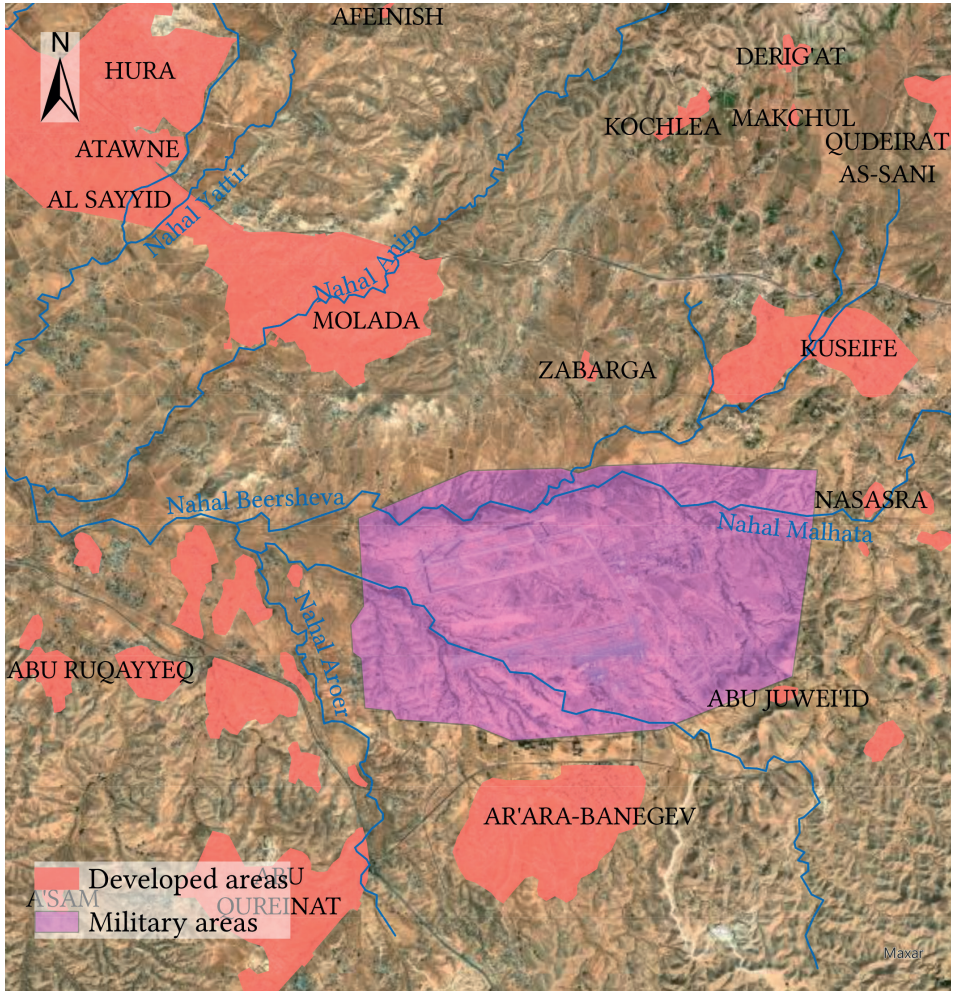 AFEINISH
N
HURA
DERIG'AT
KOCHLEA
MAKCHUL
ATAWNE
QUDEIRAT
AS-SANI
AL SAYYID
Nahal Yattir
Nahal Anim
MOLADA
KUSEIFE
ZABARGA
Nahal Beersheva
NASASRA
Nahal Malhata
Nahal Aroer
ABU RUQAYYEQ
ABU JUWEI'ID
AR'ARA-BANEGEV
ABU
QUREINAT
A'SAM
Developed areas
Military areas
Maxar